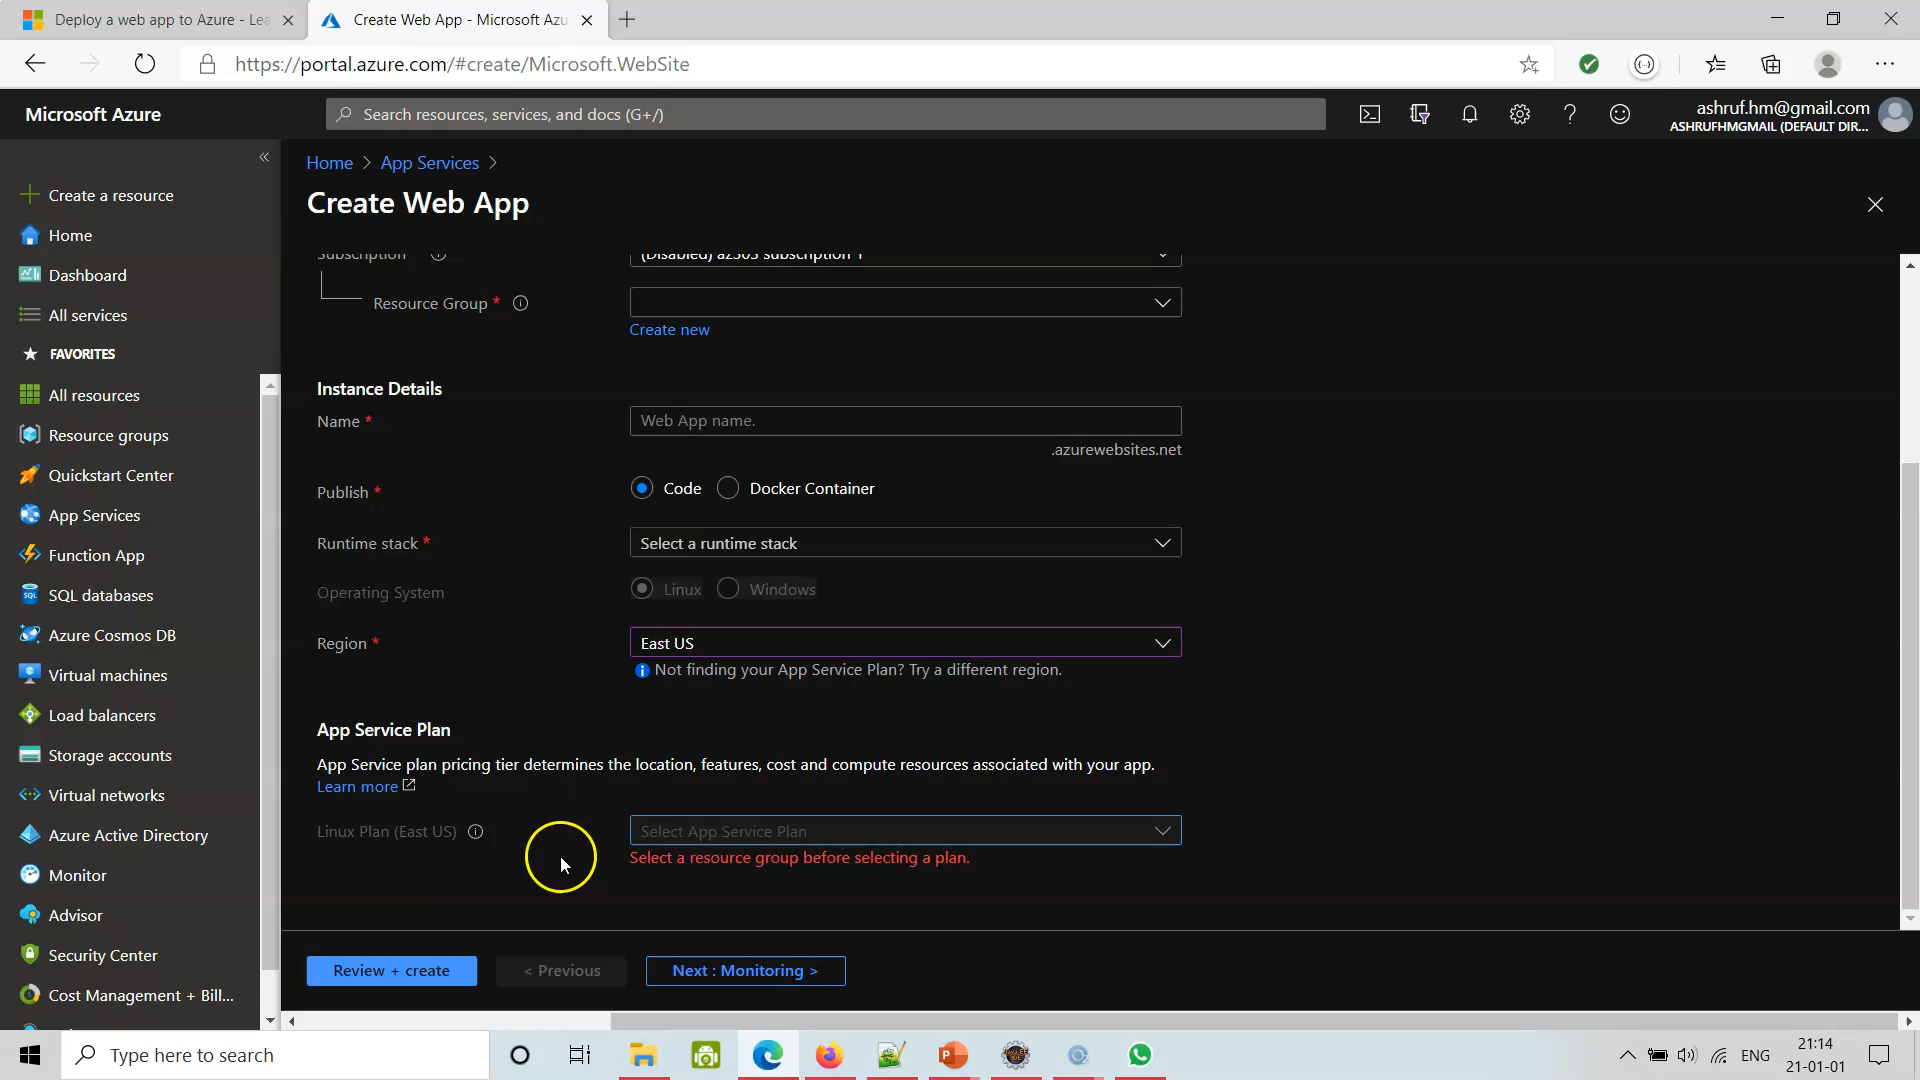 Deploy a web app to Azure - Lea
Create Web App - Microsoft Azu
https://portal.azure.com/#create/Microsoft.WebSite
Microsoft Azure
Search resources, services, and docs (G+/)
ashruf.hm@gmail.com
ASHRUFHMGMAIL (DEFAULT DIR...
Create a resource
Home
Dashboard
All services
FAVORITES
All resources
Resource groups
Quickstart Center
App Services
Function App
SQL databases
Azure Cosmos DB
Virtual machines
Load balancers
Storage accounts
Virtual networks
Azure Active Directory
Monitor
Advisor
Security Center
Cost Management + Bill...
Home > App Services >
Create Web App
Subscription
(Disabled) az303 subscription 1
Resource Group *
Create new
Instance Details
Name *
Web App name.
.azurewebsites.net
Publish *
Code
Docker Container
Runtime stack *
Select a runtime stack
Operating System
Linux
Windows
Region *
East US
Not finding your App Service Plan? Try a different region.
App Service Plan
App Service plan pricing tier determines the location, features, cost and compute resources associated with your app.
Learn more
Linux Plan (East US)
Select App Service Plan
Select a resource group before selecting a plan.
Review + create
< Previous
Next : Monitoring >
Type here to search
ENG
21:14
21-01-01